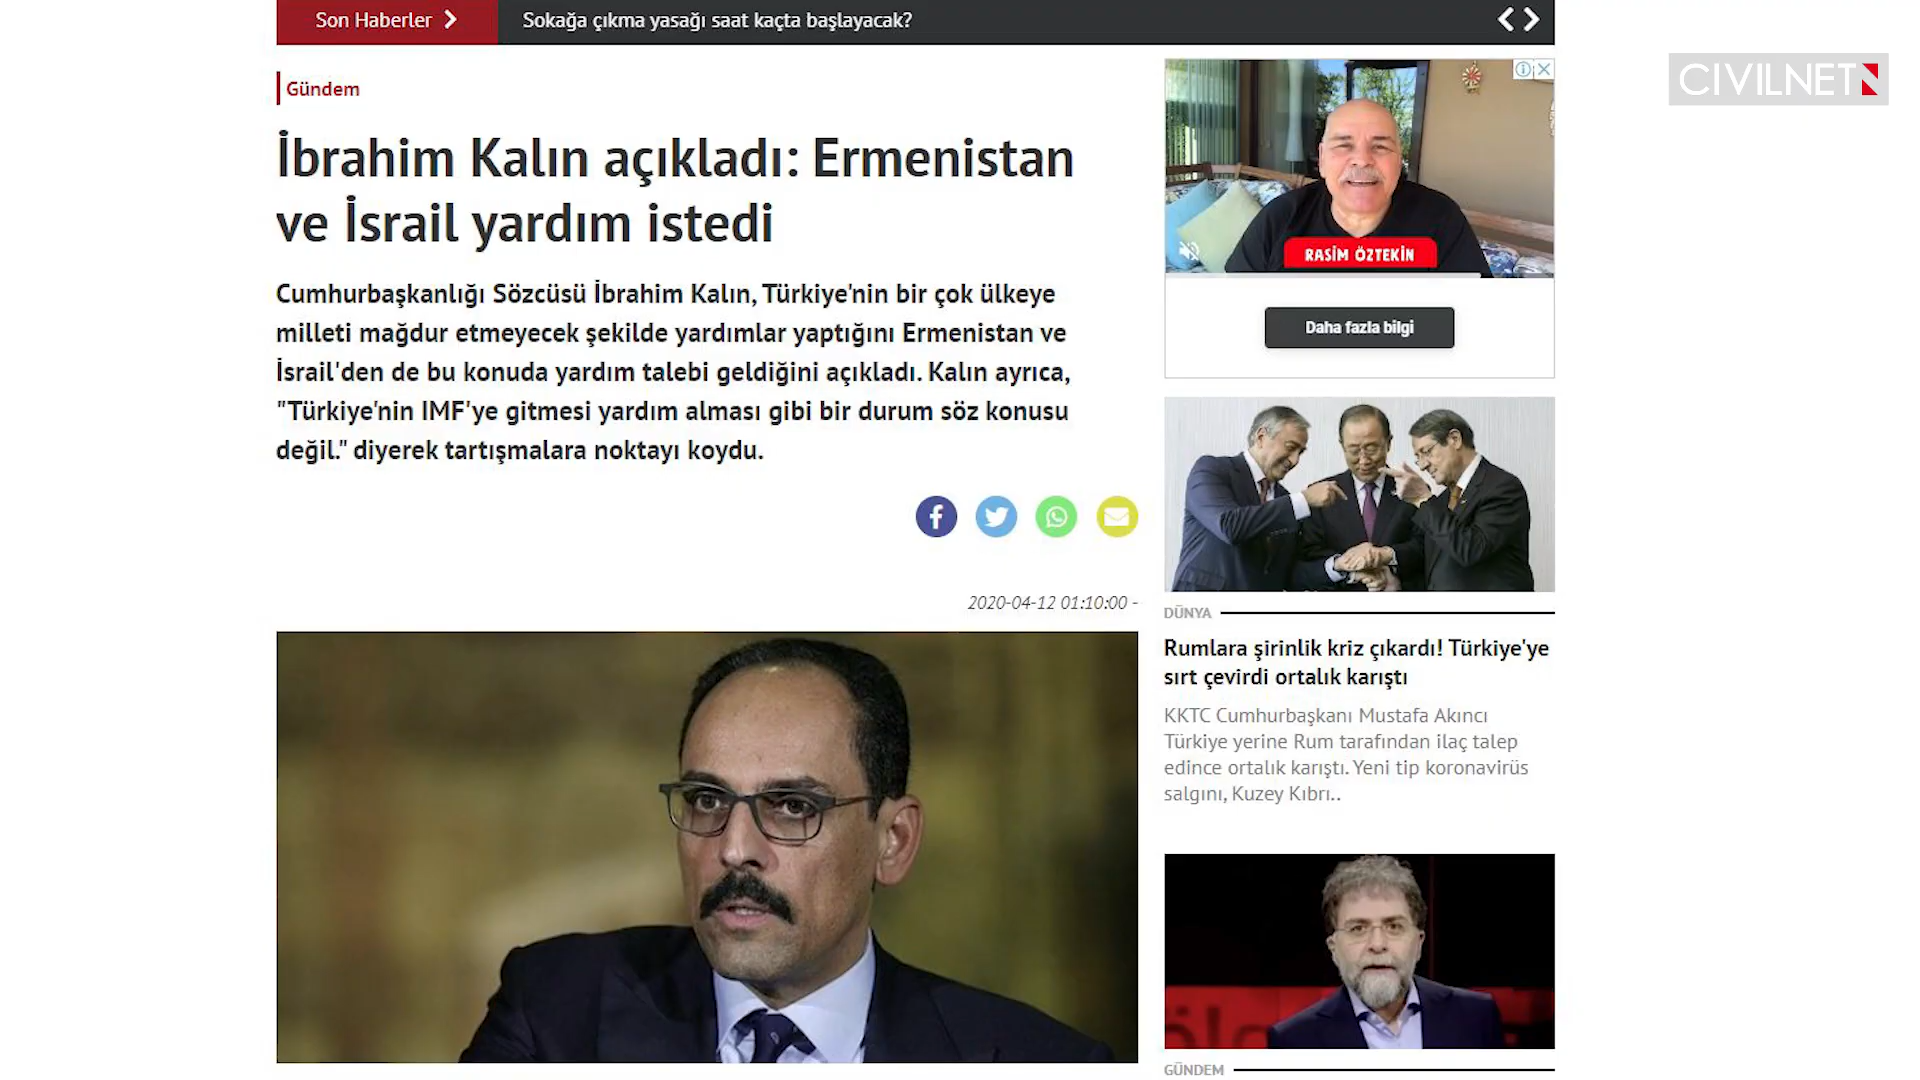 Son Haberler
Sokağa çıkma yasağı saat kaçta başlayacak?
CIVILNET
Gündem
İbrahim Kalın açıkladı: Ermenistan
ve İsrail yardım istedi
Cumhurbaşkanlığı Sözcüsü İbrahim Kalın, Türkiye'nin bir çok ülkeye
milleti mağdur etmeyecek şekilde yardımlar yaptığını Ermenistan ve
İsrail'den de bu konuda yardım talebi geldiğini açıkladı. Kalın ayrıca,
"Türkiye'nin IMF'ye gitmesi yardım alması gibi bir durum söz konusu
değil." diyerek tartışmalara noktayı koydu.
2020-04-12 01:10:00 -
RASİM ÖZTEKİN
Daha fazla bilgi
DÜNYA
Rumlara şirinlik kriz çıkardı! Türkiye'ye
sırt çevirdi ortalık karıştı
KKTC Cumhurbaşkanı Mustafa Akıncı
Türkiye yerine Rum tarafından ilaç talep
edince ortalık karıştı. Yeni tip koronavirüs
salgını, Kuzey Kıbrı..
GÜNDEM